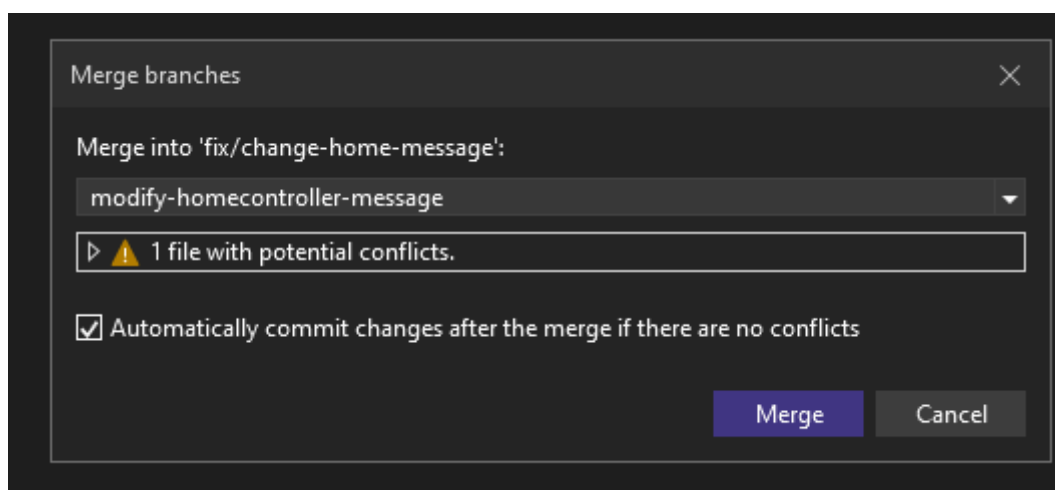 Merge branches
Merge into 'fix/change-home-message':
modify-homecontroller-message
1 file with potential conflicts.
Automatically commit changes after the merge if there are no conflicts
Merge Cancel